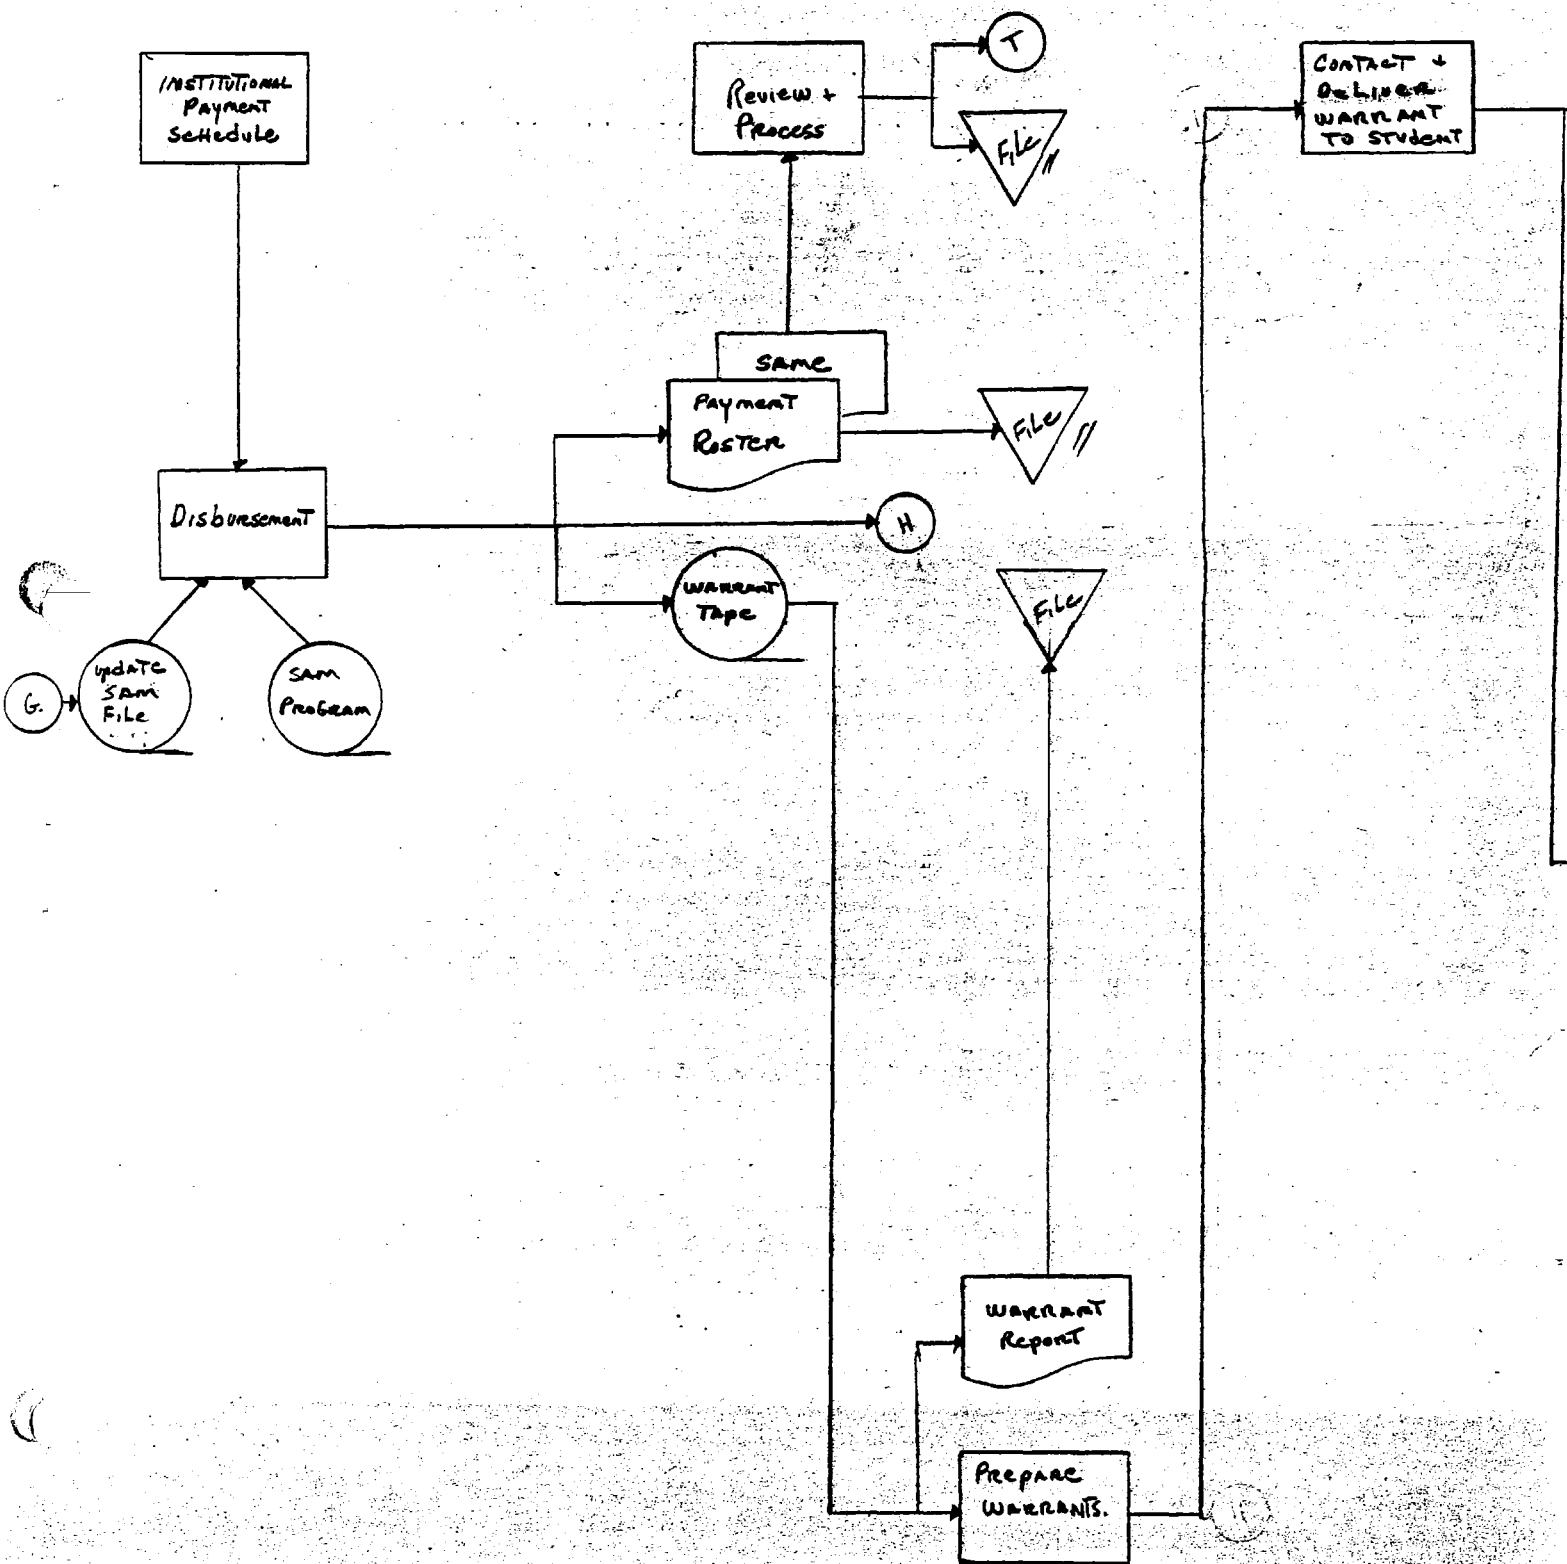 INSTITUTIONAL
PAYMENT
SCHEDULE
Review +
PROCESS
T
FILE
CONTACT +
DELIVER
WARRANT
TO STUDENT
SAME
PAYMENT
ROSTER
FILE
Disbursement
H
WARRANT
TAPE
FILE
G.
UPDATE
SAM
FILE
SAM
PROGRAM
WARRANT
REPORT
PREPARE
WARRANTS.